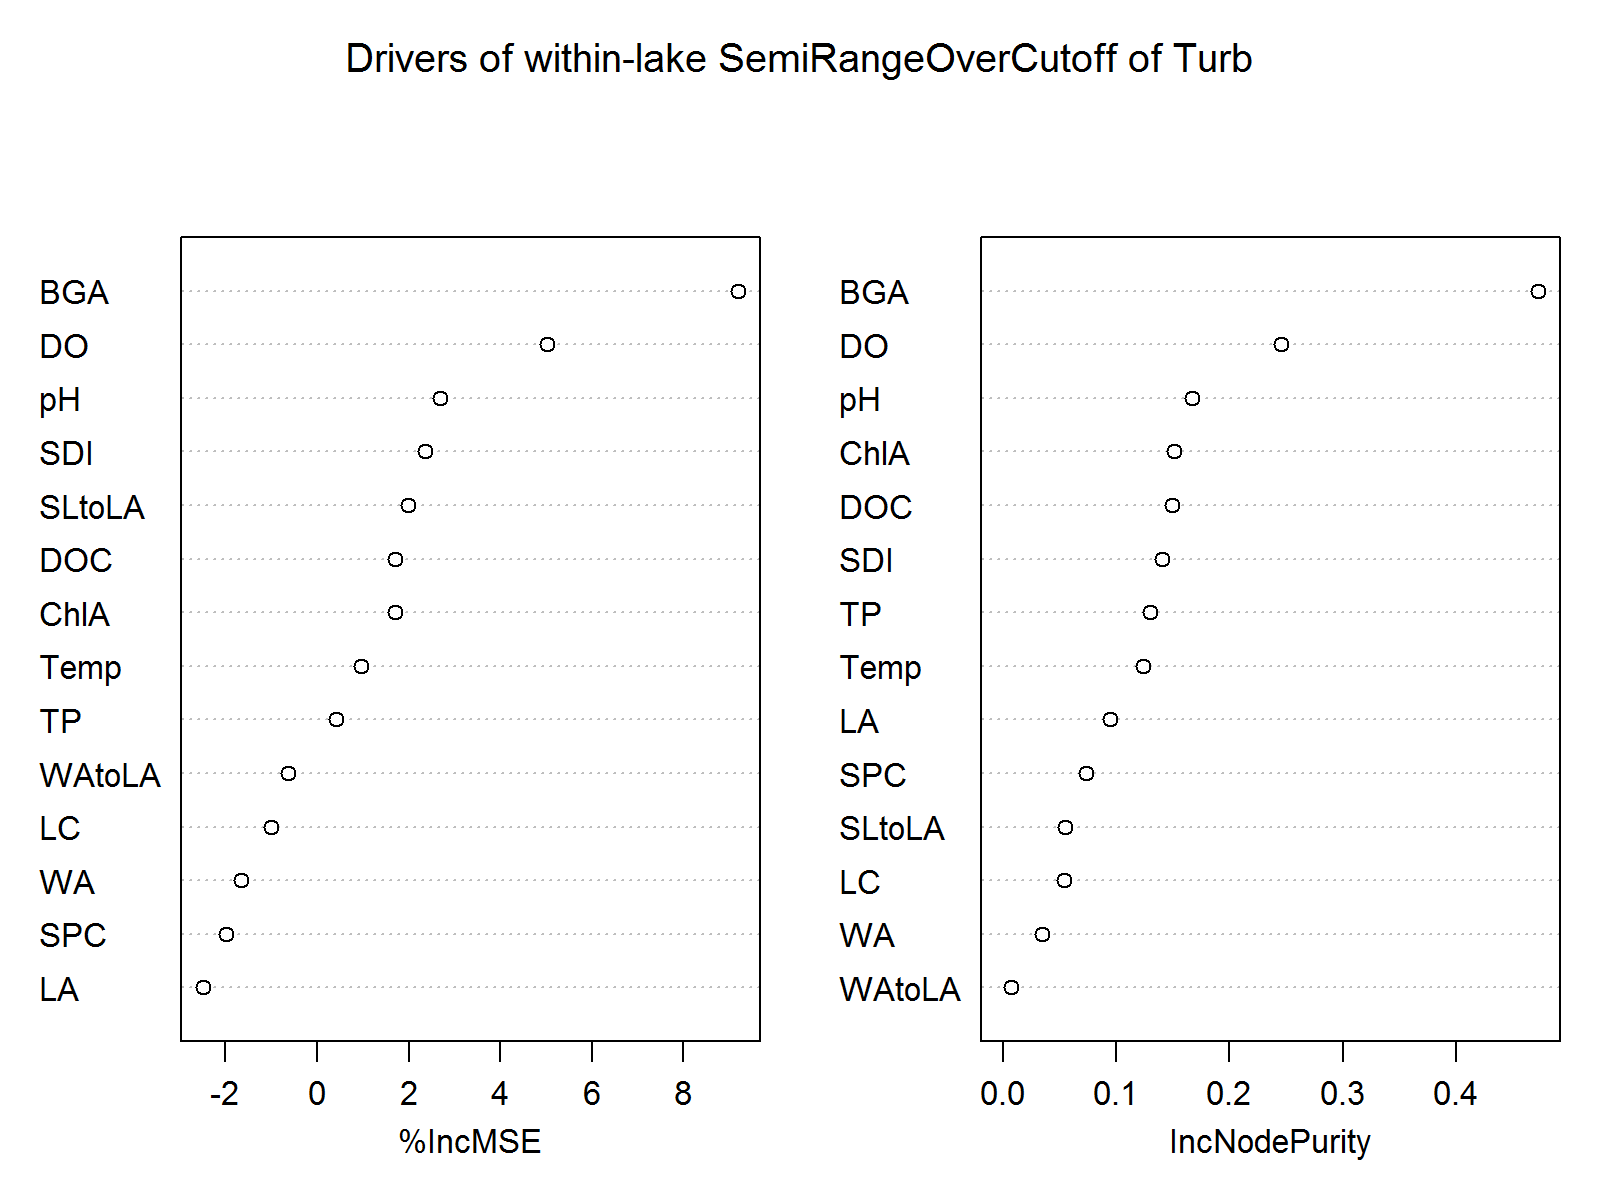 Drivers of within-lake SemiRangeOverCutoff of Turb
BGA
DO
pH
SDI
SLtoLA
DOC
ChlA
Temp
TP
WAtoLA
LC
WA
SPC
LA
-2 0 2 4 6 8
%IncMSE
BGA
DO
pH
ChlA
DOC
SDI
TP
Temp
LA
SPC
SLtoLA
LC
WA
WAtoLA
0.0 0.1 0.2 0.3 0.4
IncNodePurity